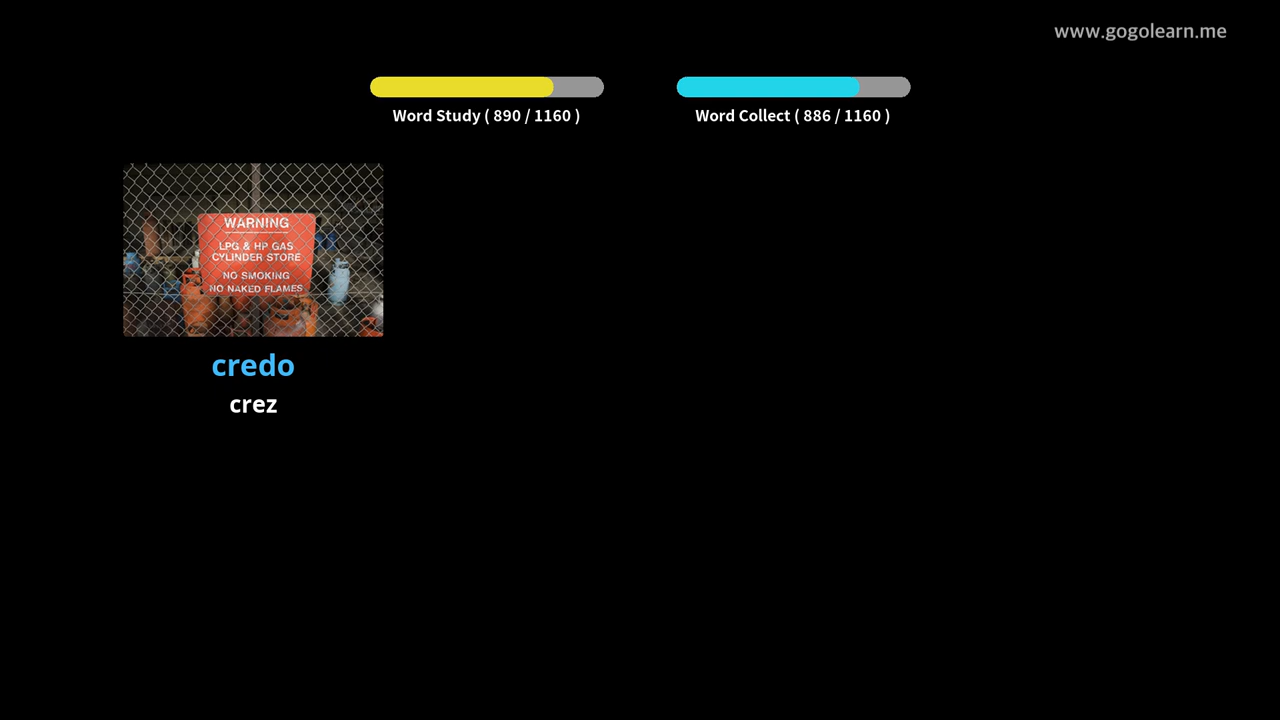 www.gogolearn.me
Word Study ( 890 / 1160 )
Word Collect ( 886 / 1160 )
WARNING
LPG & HP GAS
CYLINDER STORE
NO SMOKING
NO NAKED FLAMES
credo
crez